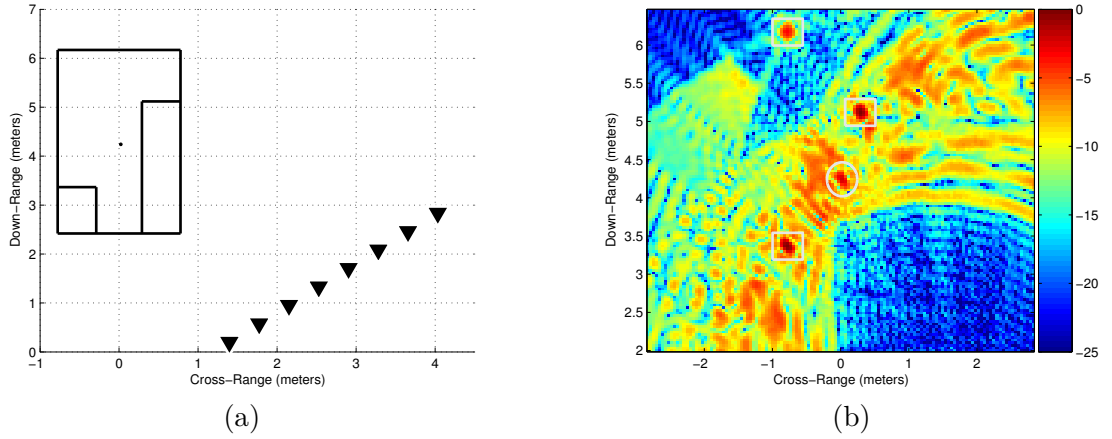 7
6
5
4
3
2
1
0
−1 0 1 2 3 4
Down−Range (meters)
Cross−Range (meters)
(a)
6
5.5
5
4.5
4
3.5
3
2.5
2
−2 −1 0 1 2
Down−Range (meters)
Cross−Range (meters)
0
−5
−10
−15
−20
−25
(b)